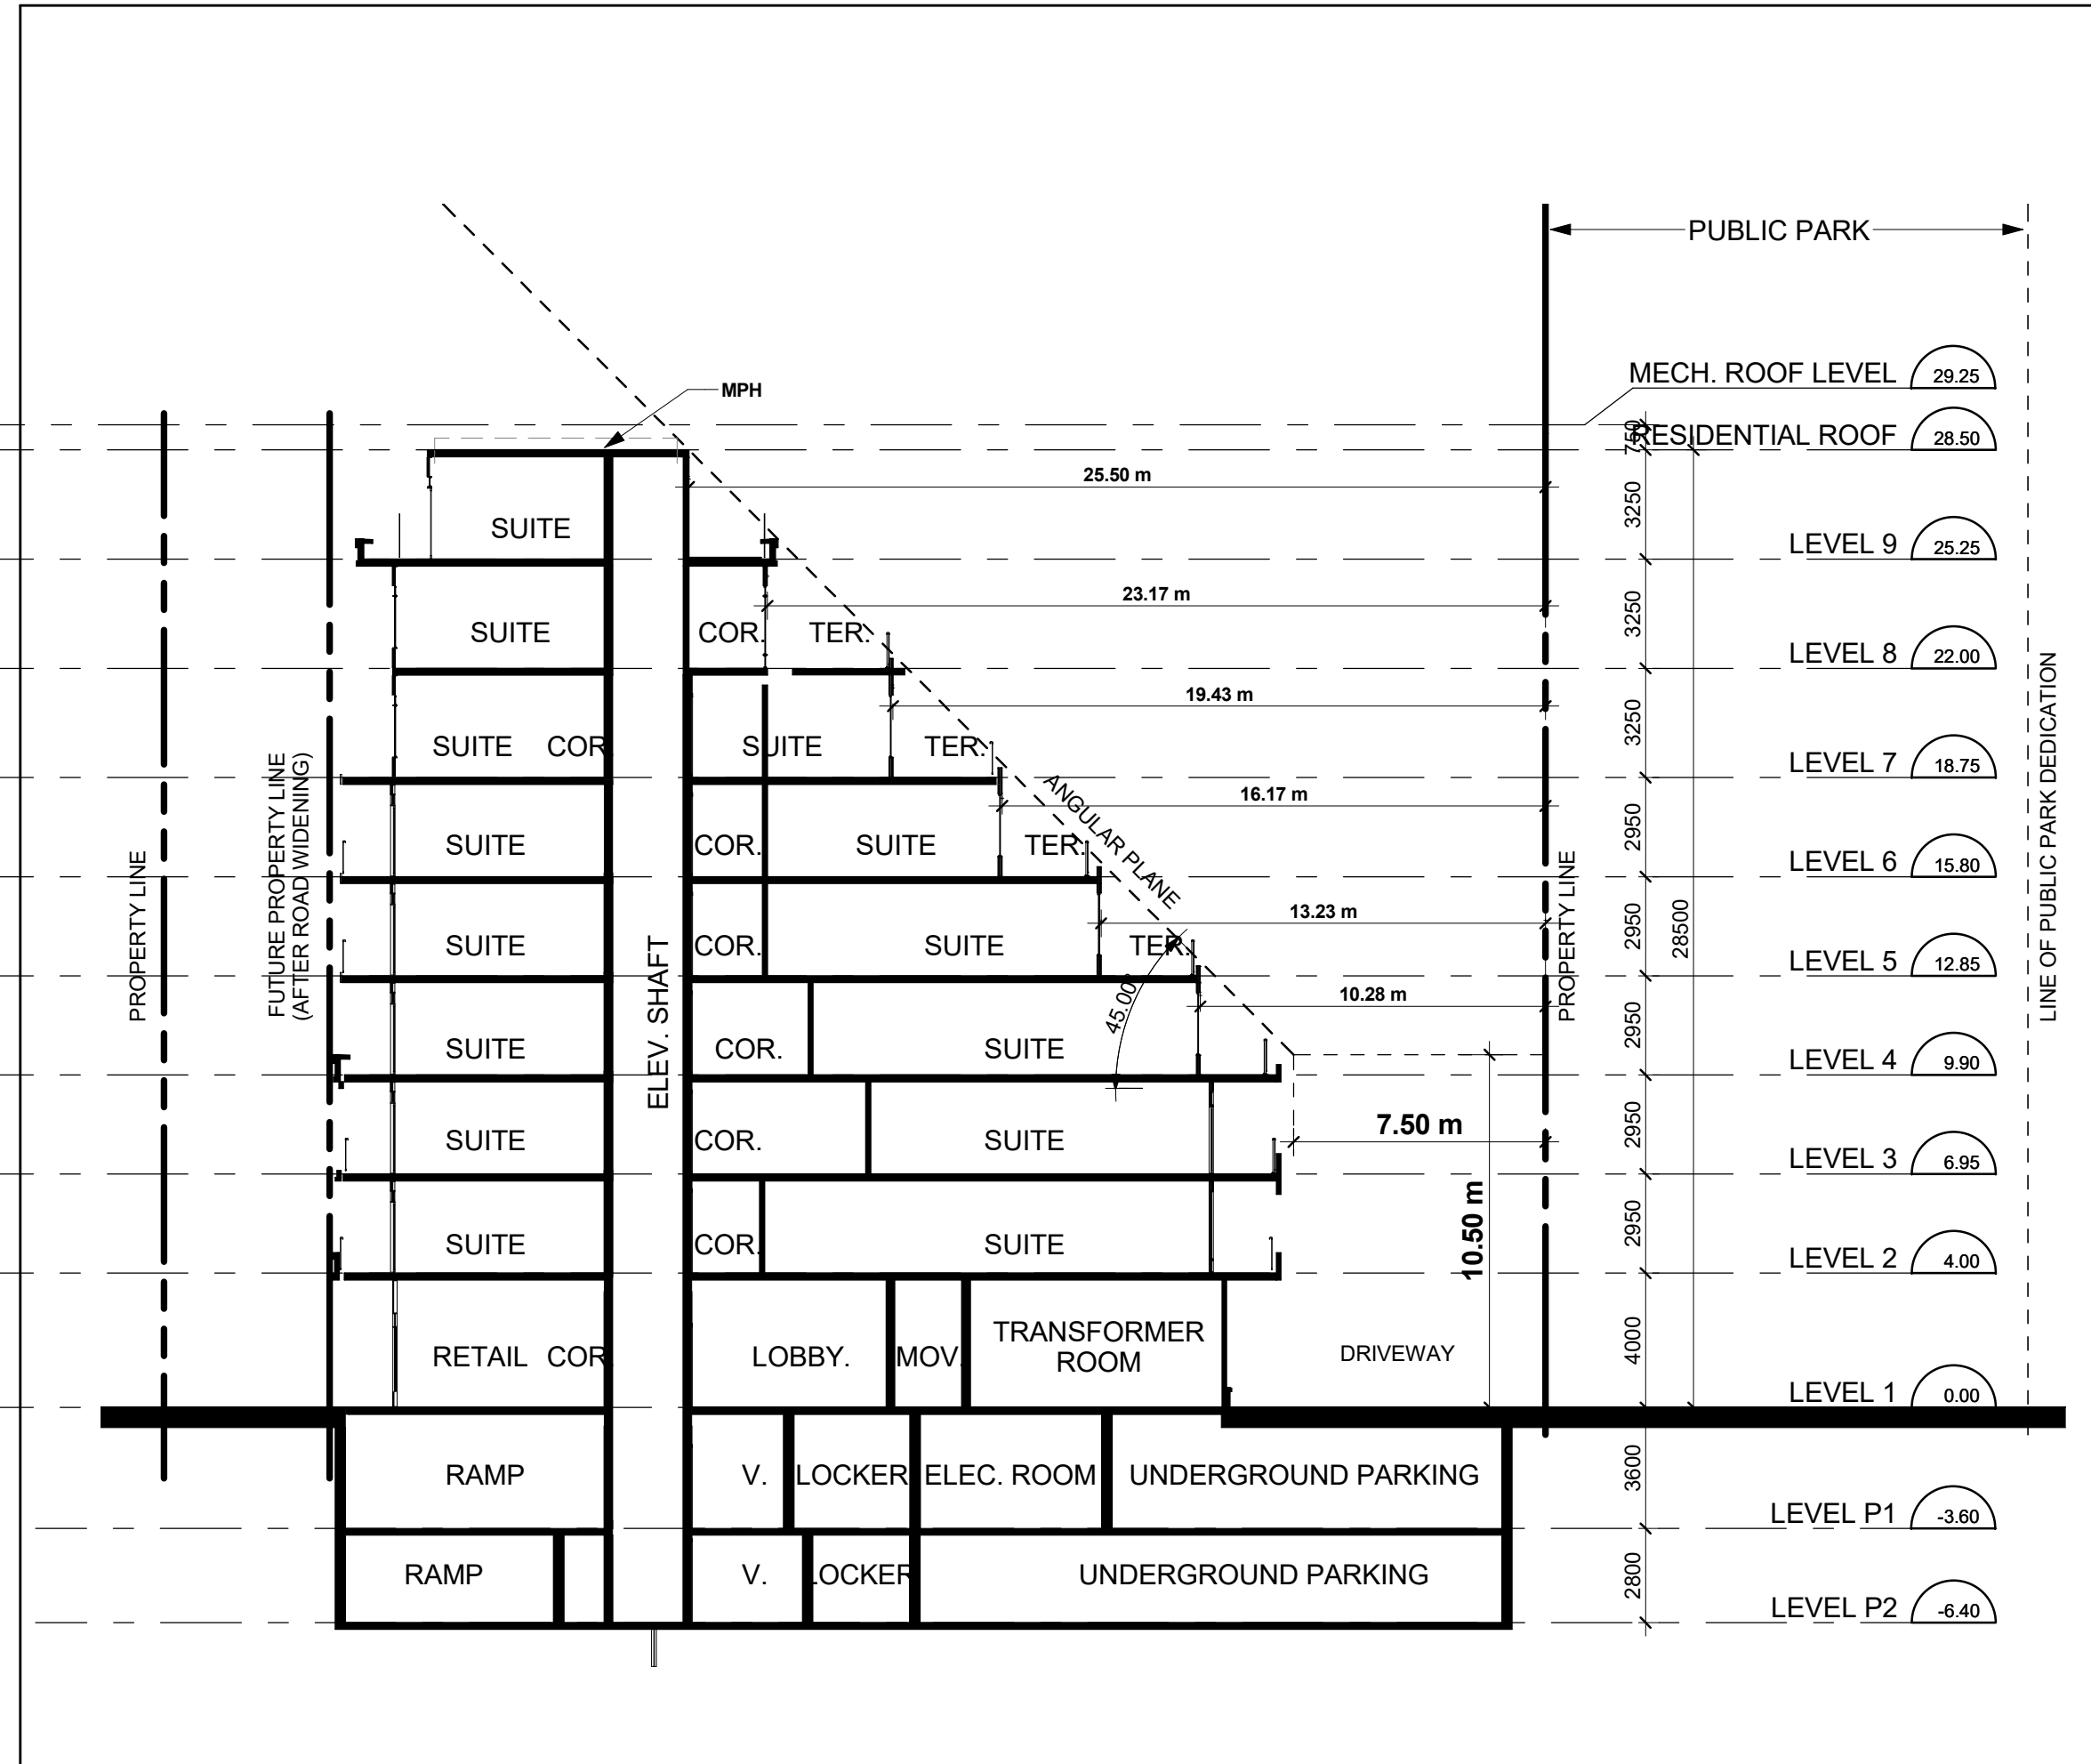 PUBLIC PARK
MECH. ROOF LEVEL 29.25
MPH
RESIDENTIAL ROOF 28.50
750
25.50 m
3250
SUITE
LEVEL 9 25.25
23.17 m
3250
SUITE
COR.
TER.
LEVEL 8 22.00
19.43 m
3250
SUITE
COR
SUITE
TER.
LEVEL 7 18.75
ANGULAR PLANE
16.17 m
2950
SUITE
COR.
SUITE
TER.
LEVEL 6 15.80
13.23 m
2950
SUITE
COR.
SUITE
TER.
LEVEL 5 12.85
45.00°
10.28 m
2950
SUITE
COR.
SUITE
LEVEL 4 9.90
7.50 m
2950
SUITE
COR.
SUITE
LEVEL 3 6.95
10.50 m
2950
SUITE
COR.
SUITE
LEVEL 2 4.00
28500
PROPERTY LINE
FUTURE PROPERTY LINE
(AFTER ROAD WIDENING)
ELEV. SHAFT
PROPERTY LINE
LINE OF PUBLIC PARK DEDICATION
4000
RETAIL
COR
LOBBY.
MOV.
TRANSFORMER
ROOM
DRIVEWAY
LEVEL 1 0.00
3600
RAMP
V.
LOCKER
ELEC. ROOM
UNDERGROUND PARKING
LEVEL P1 -3.60
2800
RAMP
V.
LOCKER
UNDERGROUND PARKING
LEVEL P2 -6.40